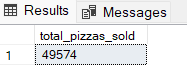 Results Messages
total_pizzas_sold
1 49574